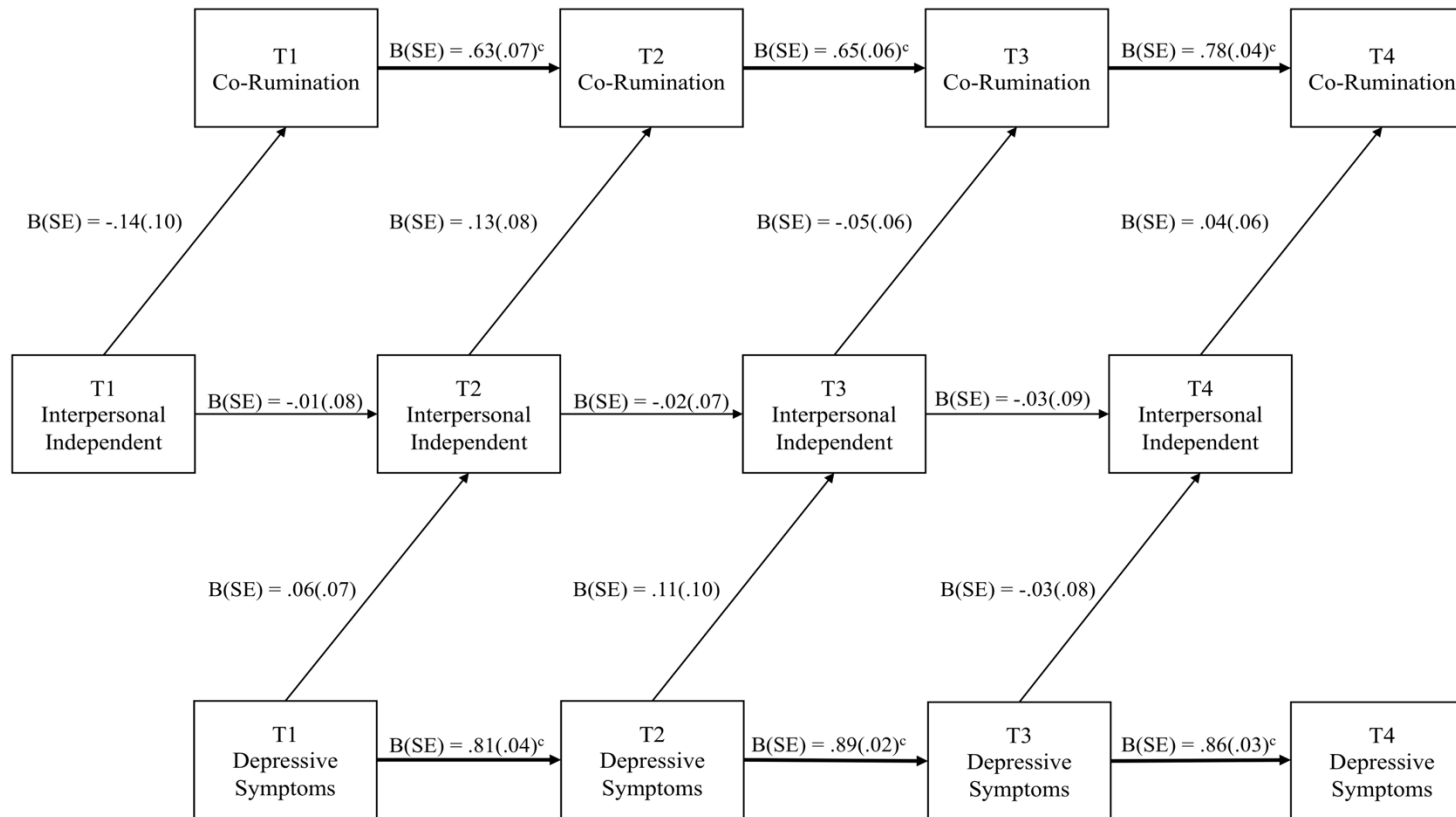 T1
Co-Rumination
B(SE) = .63(.07)ᶜ
T2
Co-Rumination
B(SE) = .65(.06)ᶜ
T3
Co-Rumination
B(SE) = .78(.04)ᶜ
T4
Co-Rumination
B(SE) = -.14(.10)
B(SE) = .13(.08)
B(SE) = -.05(.06)
B(SE) = .04(.06)
T1
Interpersonal
Independent
B(SE) = -.01(.08)
T2
Interpersonal
Independent
B(SE) = -.02(.07)
T3
Interpersonal
Independent
B(SE) = -.03(.09)
T4
Interpersonal
Independent
B(SE) = .06(.07)
B(SE) = .11(.10)
B(SE) = -.03(.08)
T1
Depressive
Symptoms
B(SE) = .81(.04)ᶜ
T2
Depressive
Symptoms
B(SE) = .89(.02)ᶜ
T3
Depressive
Symptoms
B(SE) = .86(.03)ᶜ
T4
Depressive
Symptoms